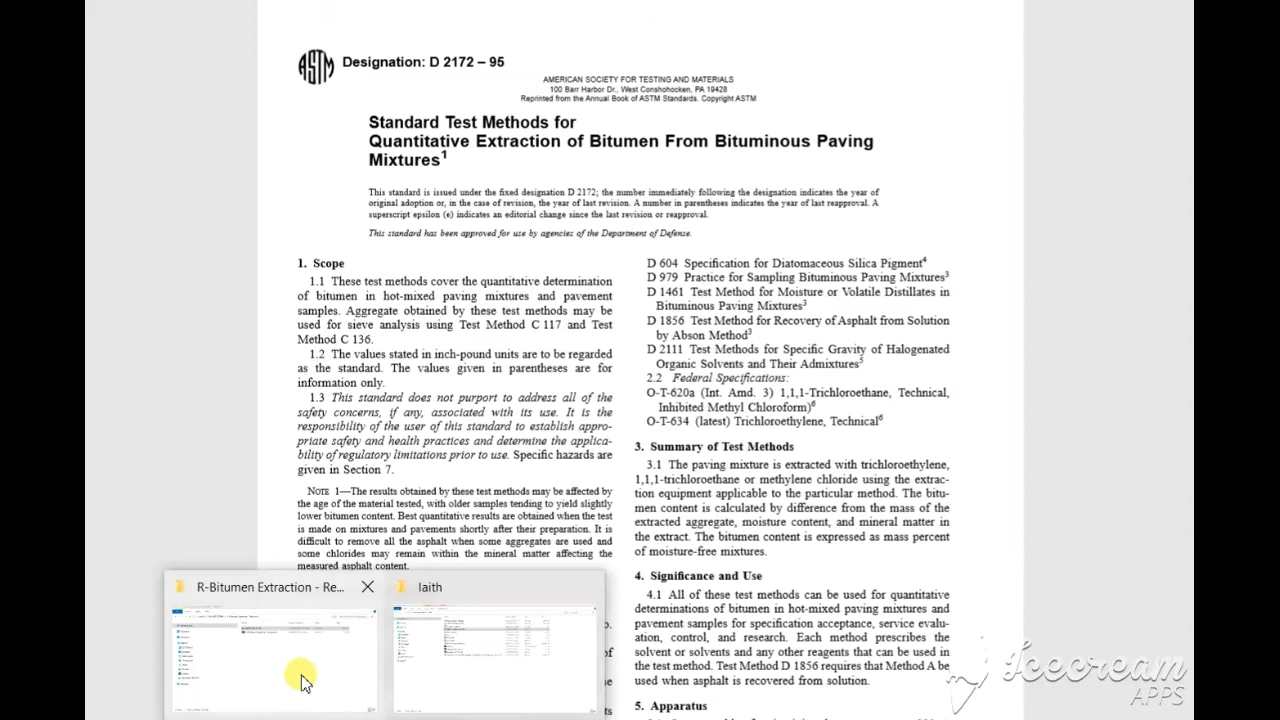 ASTM
Designation: D 2172 – 95
AMERICAN SOCIETY FOR TESTING AND MATERIALS
100 Barr Harbor Dr., West Conshohocken, PA 19428
Reprinted from the Annual Book of ASTM Standards. Copyright ASTM
Standard Test Methods for
Quantitative Extraction of Bitumen From Bituminous Paving
Mixtures1
This standard is issued under the fixed designation D 2172; the number immediately following the designation indicates the year of
original adoption or, in the case of revision, the year of last revision. A number in parentheses indicates the year of last reapproval. A
superscript epsilon (e) indicates an editorial change since the last revision or reapproval.
This standard has been approved for use by agencies of the Department of Defense.
1. Scope
1.1 These test methods cover the quantitative determination
of bitumen in hot-mixed paving mixtures and pavement
samples. Aggregate obtained by these test methods may be
used for sieve analysis using Test Method C 117 and Test
Method C 136.
1.2 The values stated in inch-pound units are to be regarded
as the standard. The values given in parentheses are for
information only.
1.3 This standard does not purport to address all of the
safety concerns, if any, associated with its use. It is the
responsibility of the user of this standard to establish appro-
priate safety and health practices and determine the applica-
bility of regulatory limitations prior to use. Specific hazards are
given in Section 7.
NOTE 1—The results obtained by these test methods may be affected by
the age of the material tested, with older samples tending to yield slightly
lower bitumen content. Best quantitative results are obtained when the test
is made on mixtures and pavements shortly after their preparation. It is
difficult to remove all the asphalt when some aggregates are used and
some chlorides may remain within the mineral matter affecting the
measured asphalt content.
D 604 Specification for Diatomaceous Silica Pigment4
D 979 Practice for Sampling Bituminous Paving Mixtures3
D 1461 Test Method for Moisture or Volatile Distillates in
Bituminous Paving Mixtures3
D 1856 Test Method for Recovery of Asphalt from Solution
by Abson Method3
D 2111 Test Methods for Specific Gravity of Halogenated
Organic Solvents and Their Admixtures5
2.2 Federal Specifications:
O-T-620a (Int. Amd. 3) 1,1,1-Trichloroethane, Technical,
Inhibited Methyl Chloroform)6
O-T-634 (latest) Trichloroethylene, Technical6
3. Summary of Test Methods
3.1 The paving mixture is extracted with trichloroethylene,
1,1,1-trichloroethane or methylene chloride using the extrac-
tion equipment applicable to the particular method. The bitu-
men content is calculated by difference from the mass of the
extracted aggregate, moisture content, and mineral matter in
the extract. The bitumen content is expressed as mass percent
of moisture-free mixtures.
4. Significance and Use
4.1 All of these test methods can be used for quantitative
determinations of bitumen in hot-mixed paving mixtures and
pavement samples for specification acceptance, service evalu-
ation, control, and research. Each method prescribes the
solvent or solvents and any other reagents that can be used in
the test method. Test Method D 1856 requires that Method A be
used when asphalt is recovered from solution.
5. Apparatus
R-Bitumen Extraction - Re...
laith
Icecream
APPS